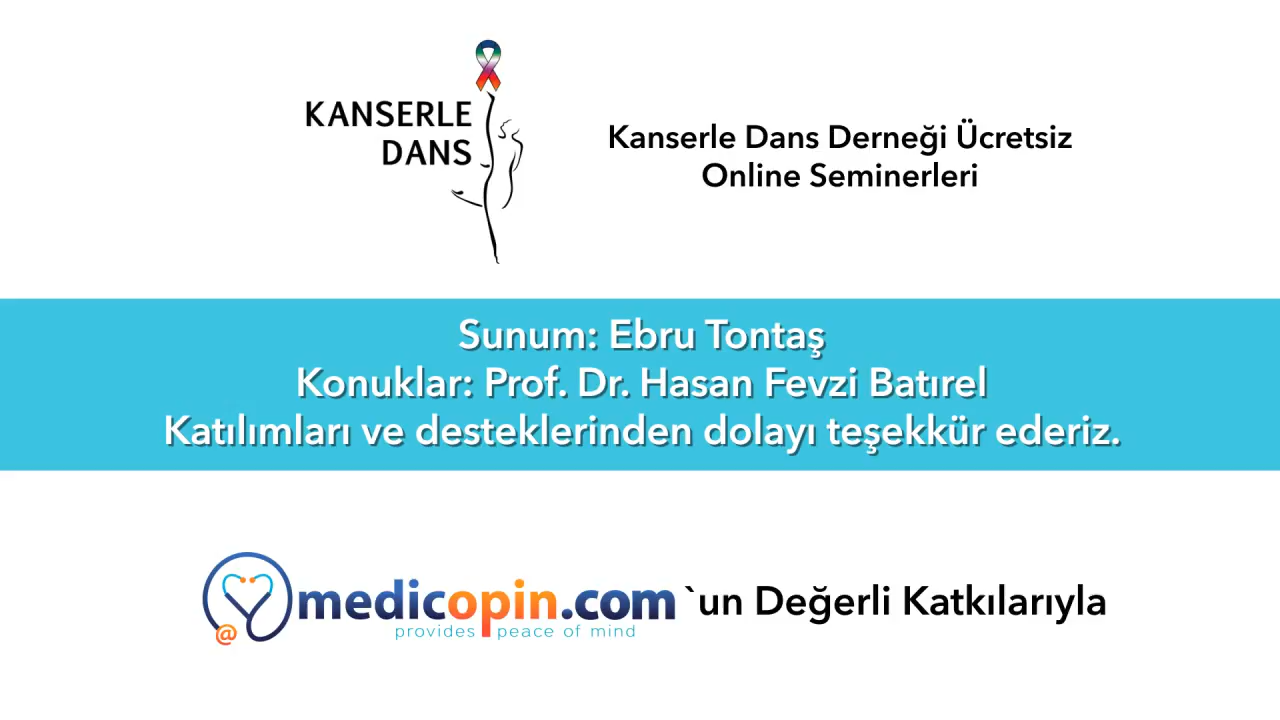 KANSERLE
DANS
Kanserle Dans Derneği Ücretsiz
Online Seminerleri
Sunum: Ebru Tontaş
Konuklar: Prof. Dr. Hasan Fevzi Batırel
Katılımları ve desteklerinden dolayı teşekkür ederiz.
@ medicopin.com `un Değerli Katkılarıyla
provides peace of mind